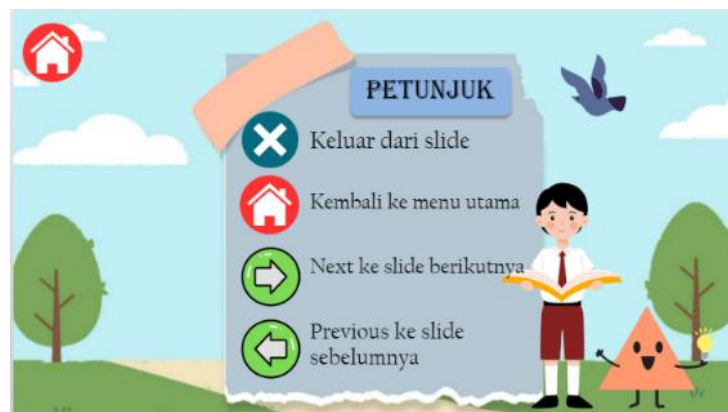 PETUNJUK
Keluar dari slide
Kembali ke menu utama
Next ke slide berikutnya
Previous ke slide
sebelumnya